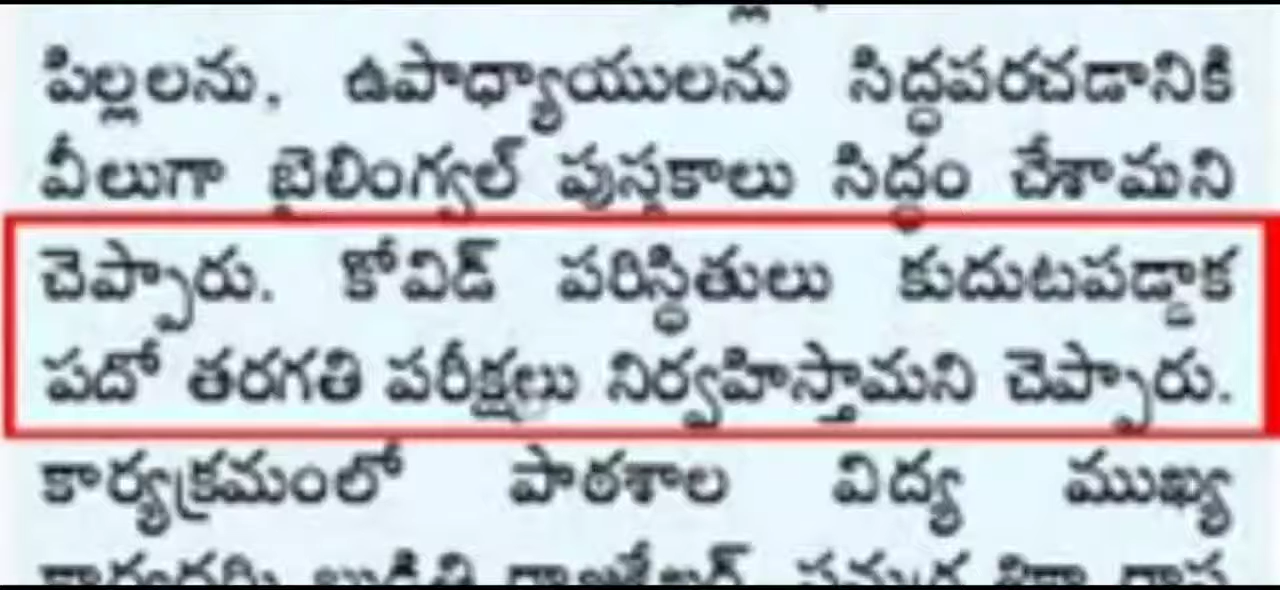 పిల్లలను, ఉపాధ్యాయులను సిద్ధపరచడానికి
వీలుగా బైలింగ్వల్ పుస్తకాలు సిద్ధం చేశామని
చెప్పారు. కోవిడ్ పరిస్థితులు కుదుటపడ్డాక
పదో తరగతి పరీక్షలు నిర్వహిస్తామని చెప్పారు.
కార్యక్రమంలో పాఠశాల విద్య ముఖ్య